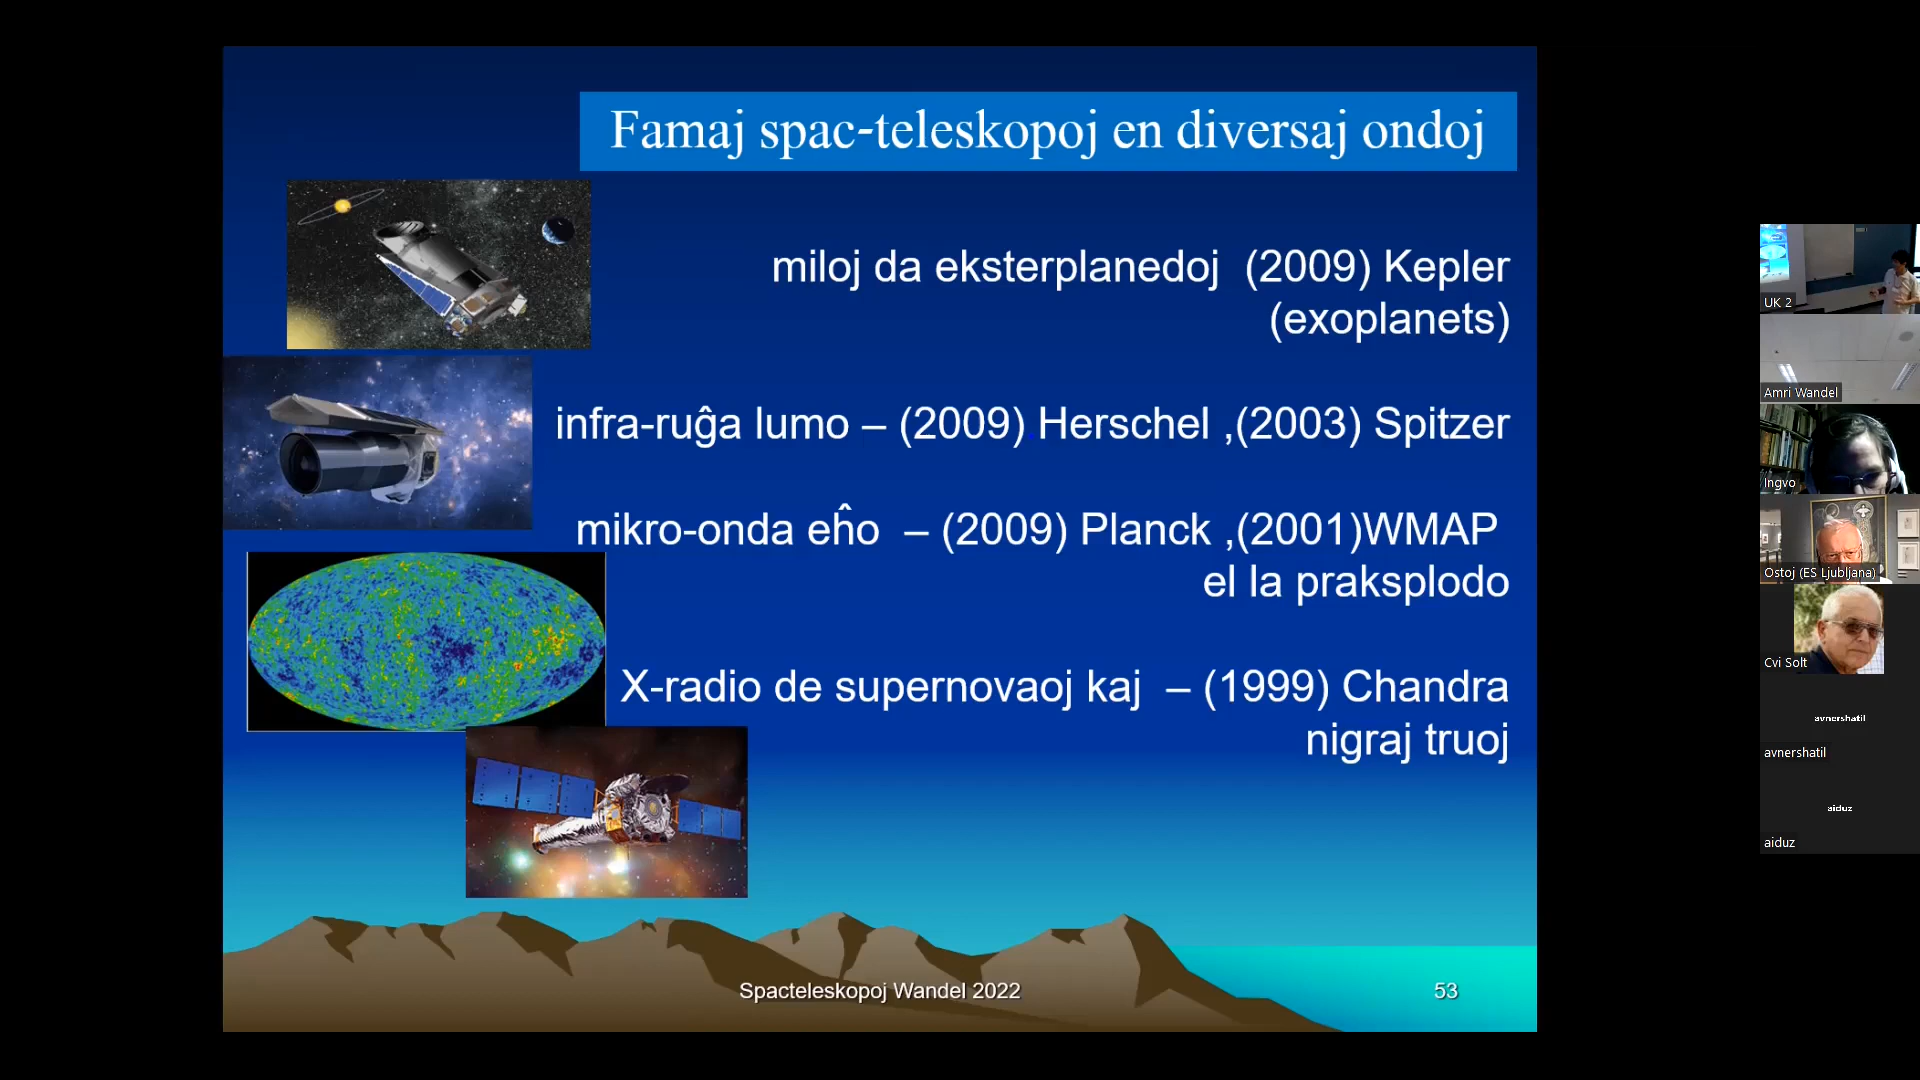 Famaj spac-teleskopoj en diversaj ondoj
miloj da eksterplanedoj  (2009) Kepler
(exoplanets)
infra-ruĝa lumo – (2009) Herschel ,(2003) Spitzer
mikro-onda eĥo  – (2009) Planck ,(2001)WMAP
el la praksplodo
X-radio de supernovaoj kaj  – (1999) Chandra
nigraj truoj
Spacteleskopoj Wandel 2022
53
UK 2
Amri Wandel
Ingvo
Ostoj (ES Ljubljana)
Cvi Solt
avnershatil
avnershatil
aiduz
aiduz